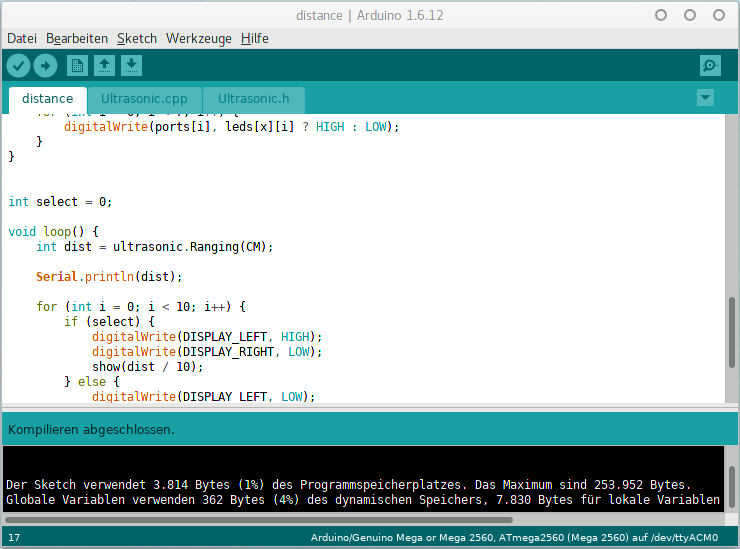 distance | Arduino 1.6.12
Datei Bearbeiten Sketch Werkzeuge Hilfe
distance Ultrasonic.cpp Ultrasonic.h
for (int i = 0; i < 7; i++) {
digitalWrite(ports[i], leds[x][i] ? HIGH : LOW);
}
}
int select = 0;
void loop() {
int dist = ultrasonic.Ranging(CM);
Serial.println(dist);
for (int i = 0; i < 10; i++) {
if (select) {
digitalWrite(DISPLAY_LEFT, HIGH);
digitalWrite(DISPLAY_RIGHT, LOW);
show(dist / 10);
} else {
digitalWrite(DISPLAY_LEFT, LOW);
Kompilieren abgeschlossen.
Der Sketch verwendet 3.814 Bytes (1%) des Programmspeicherplatzes. Das Maximum sind 253.952 Bytes.
Globale Variablen verwenden 362 Bytes (4%) des dynamischen Speichers, 7.830 Bytes für lokale Variablen
17 Arduino/Genuino Mega or Mega 2560, ATmega2560 (Mega 2560) auf /dev/ttyACM0